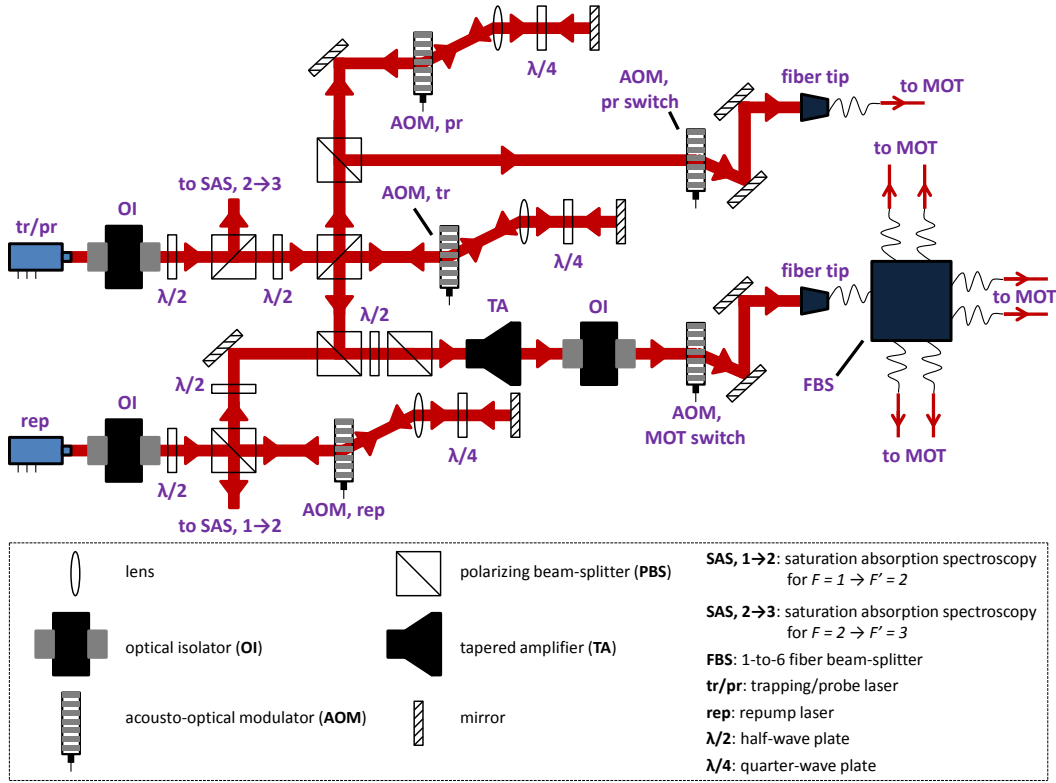 λ/4
AOM, pr
AOM,
pr switch
fiber tip
to MOT
to MOT
to SAS, 2→3
AOM, tr
OI
tr/pr
λ/2
λ/2
λ/4
fiber tip
to MOT
TA
OI
λ/2
λ/2
FBS
OI
rep
AOM,
MOT switch
to MOT
λ/4
λ/2
AOM, rep
to SAS, 1→2
lens
polarizing beam-splitter (PBS)
SAS, 1→2: saturation absorption spectroscopy
for F = 1 → F' = 2
SAS, 2→3: saturation absorption spectroscopy
for F = 2 → F' = 3
optical isolator (OI)
tapered amplifier (TA)
FBS: 1-to-6 fiber beam-splitter
tr/pr: trapping/probe laser
acousto-optical modulator (AOM)
mirror
rep: repump laser
λ/2: half-wave plate
λ/4: quarter-wave plate